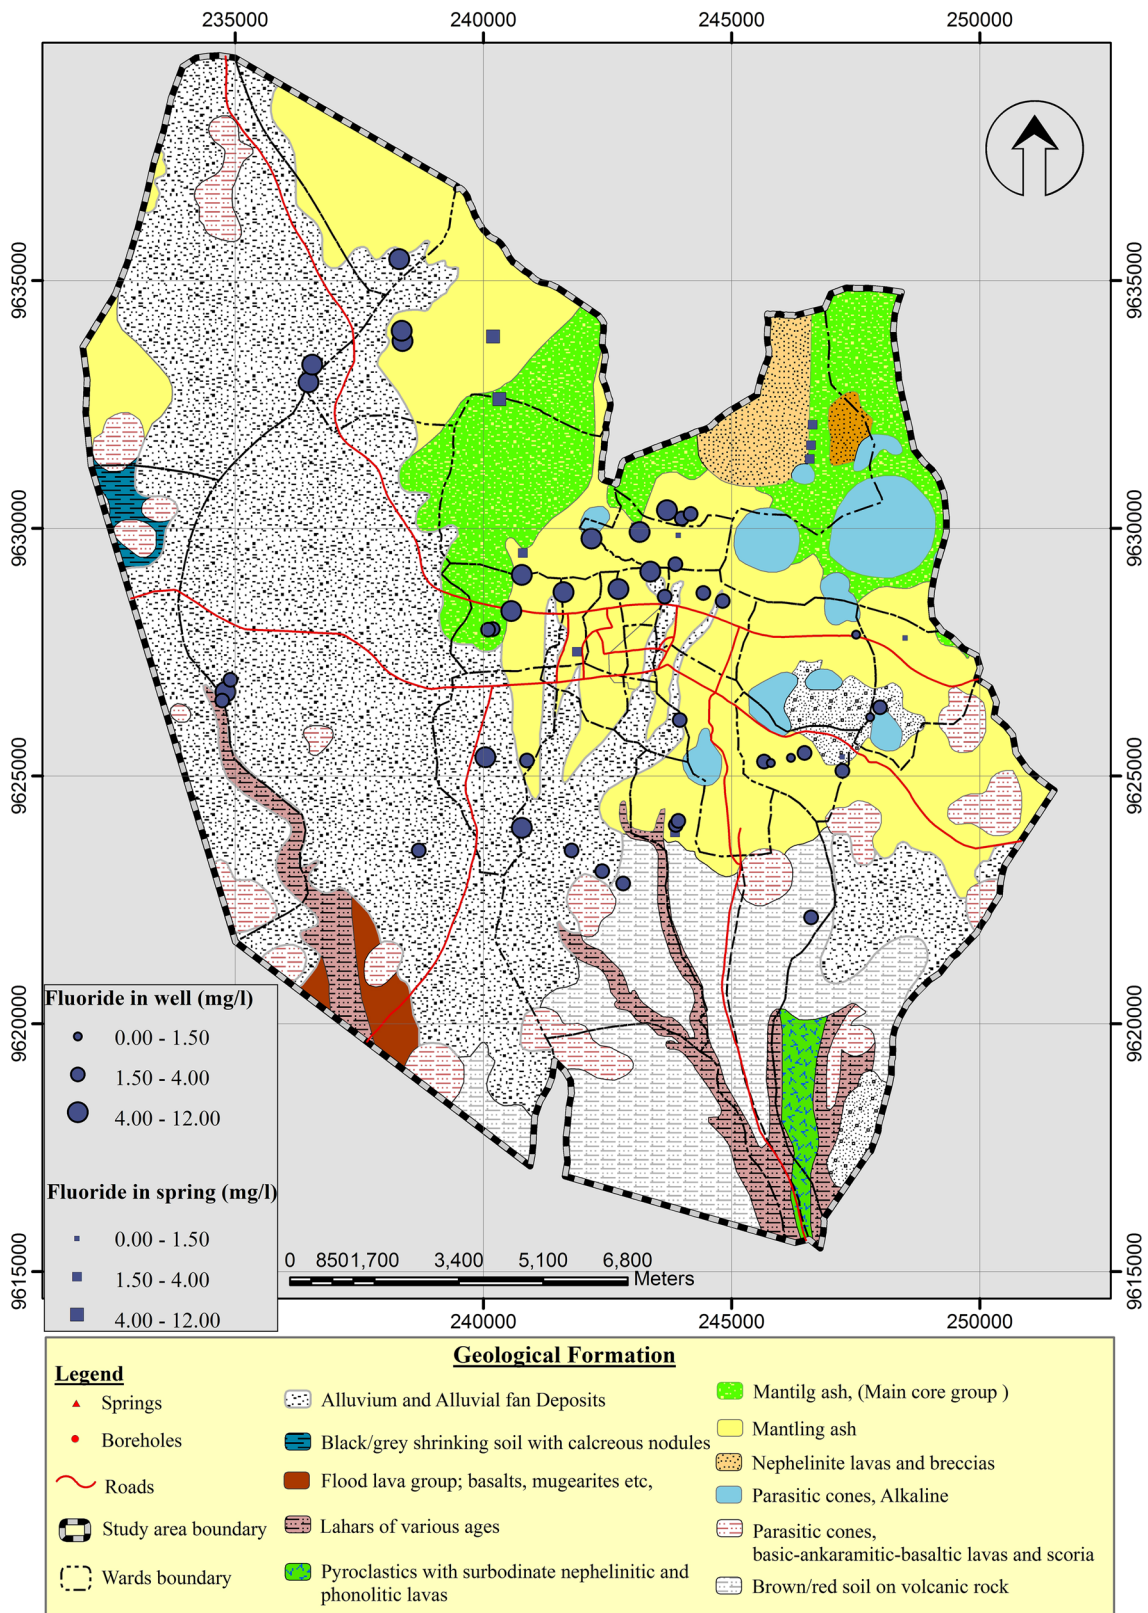 235000 240000 245000 250000
9635000 9635000
9630000 9630000
9625000 9625000
9620000 9620000
9615000 9615000
Fluoride in well (mg/l)
0.00 - 1.50
1.50 - 4.00
4.00 - 12.00
Fluoride in spring (mg/l)
0.00 - 1.50
1.50 - 4.00
4.00 - 12.00
0 850 1,700 3,400 5,100 6,800
Meters
240000 245000 250000
Geological Formation
Legend
Springs
Boreholes
Roads
Study area boundary
Wards boundary
Alluvium and Alluvial fan Deposits
Black/grey shrinking soil with calcreous nodules
Flood lava group; basalts, mugearites etc,
Lahars of various ages
Pyroclastics with surbodinate nephelinitic and
phonolitic lavas
Mantilg ash, (Main core group )
Mantling ash
Nephelinite lavas and breccias
Parasitic cones, Alkaline
Parasitic cones,
basic-ankaramitic-basaltic lavas and scoria
Brown/red soil on volcanic rock